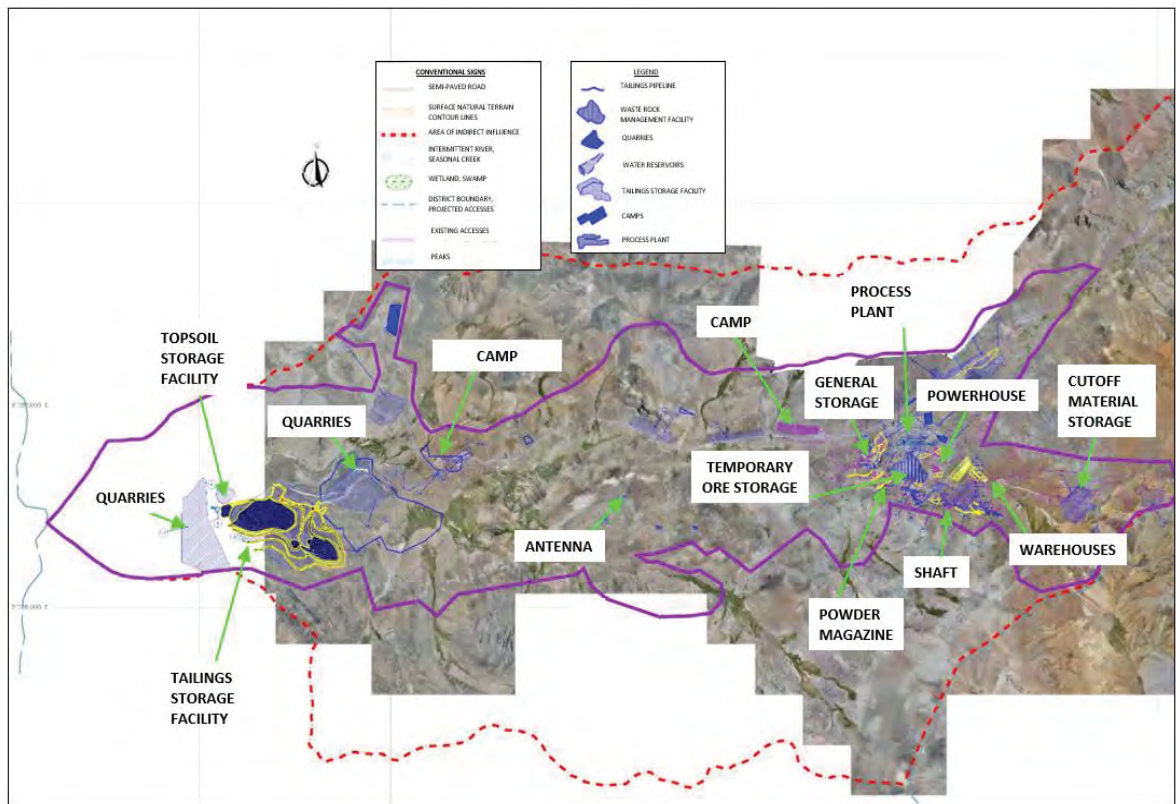 CONVENTIONAL SIGNS
SEMI-PAVED ROAD
SURFACE NATURAL TERRAIN
CONTOUR LINES
AREA OF INDIRECT INFLUENCE
INTERMITTENT RIVER,
SEASONAL CREEK
WETLAND, SWAMP
DISTRICT BOUNDARY,
PROJECTED ACCESSES
EXISTING ACCESSES
PEAKS
LEGEND
TAILINGS PIPELINE
WASTE ROCK
MANAGEMENT FACILITY
QUARRIES
WATER RESERVOIRS
TAILINGS STORAGE FACILITY
CAMPS
PROCESS PLANT
TOPSOIL
STORAGE
FACILITY
CAMP
QUARRIES
QUARRIES
TAILINGS
STORAGE
FACILITY
ANTENNA
CAMP
PROCESS
PLANT
GENERAL
STORAGE
POWERHOUSE
CUTOFF
MATERIAL
STORAGE
TEMPORARY
ORE STORAGE
WAREHOUSES
SHAFT
POWDER
MAGAZINE